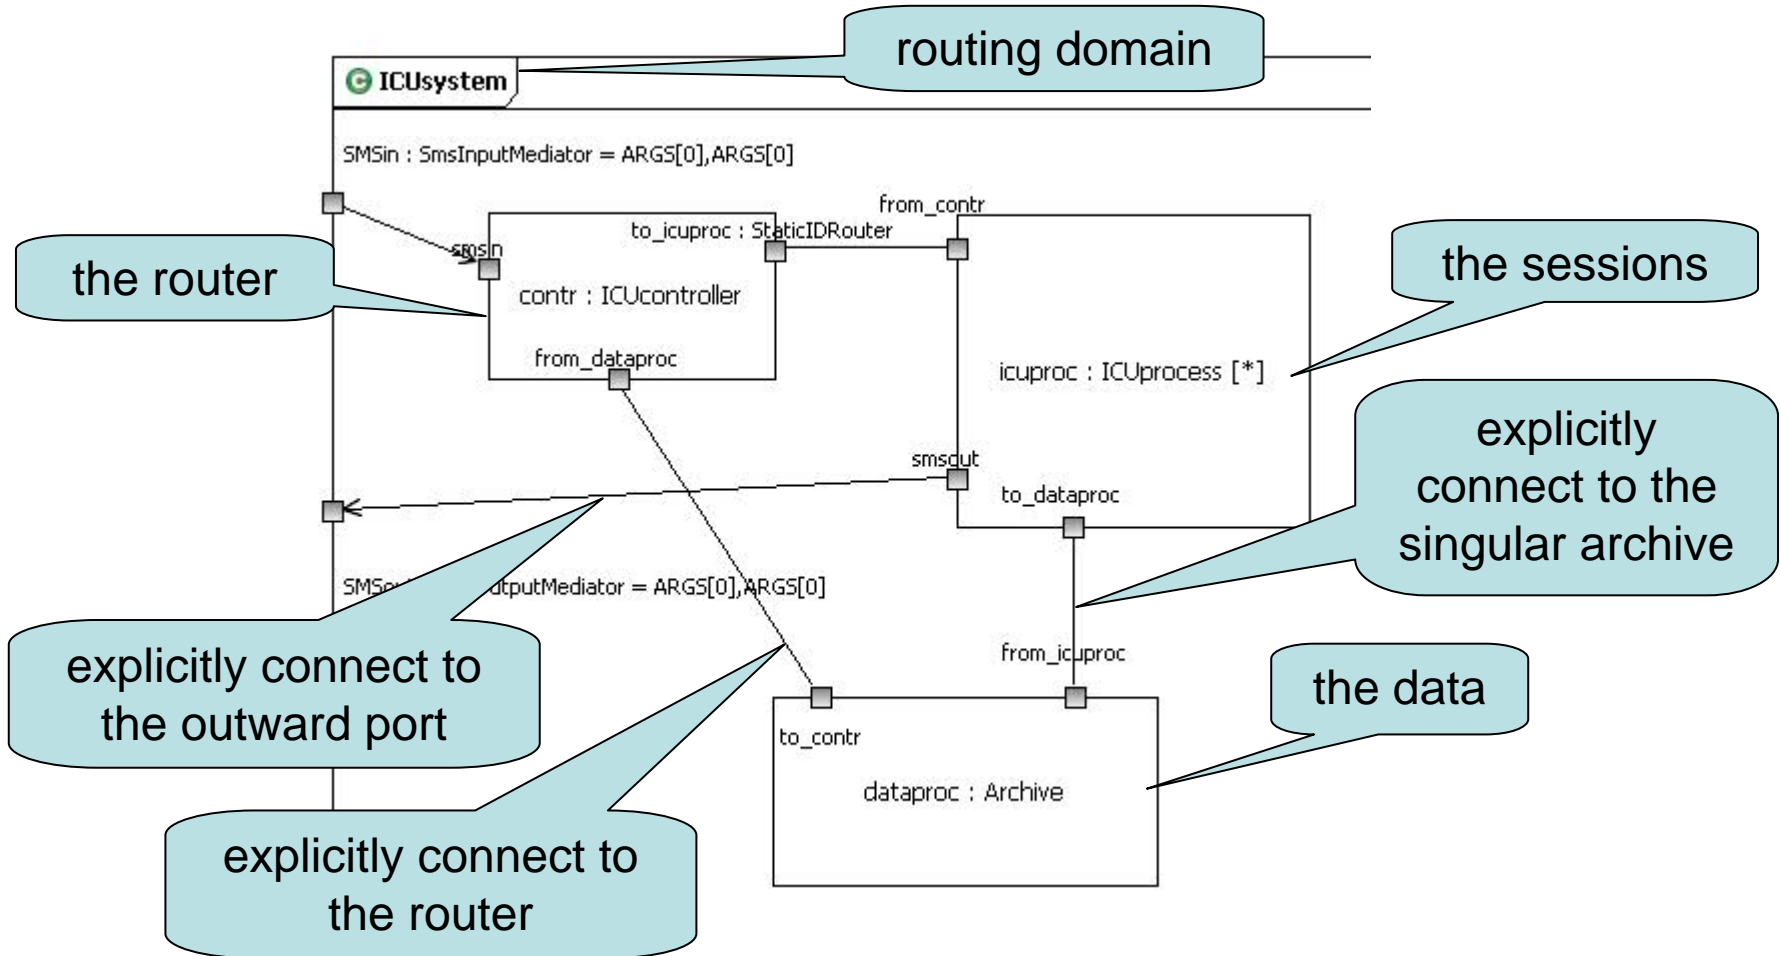 routing domain
ICUsystem
SMSin : SmsInputMediator = ARGS[0],ARGS[0]
from_contr
to_icuproc : StaticIDRouter
smsin
the router
the sessions
contr : ICUcontroller
from_dataproc
icuproc : ICUprocess [*]
explicitly
connect to the
singular archive
smsout
to_dataproc
utputMediator = ARGS[0],ARGS[0]
explicitly connect to
the outward port
from_icuproc
the data
to_contr
dataproc : Archive
explicitly connect to
the router